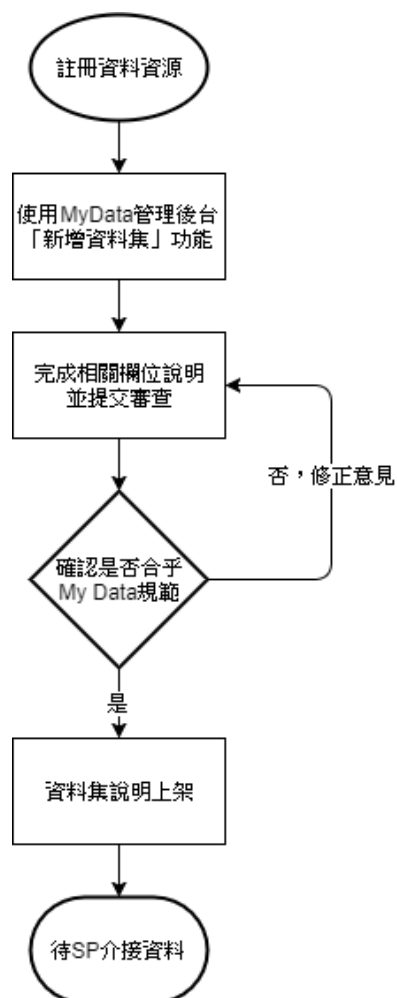 註冊資料資源
使用MyData管理後台
「新增資料集」功能
完成相關欄位說明
並提交審查
否，修正意見
確認是否合乎
My Data規範
是
資料集說明上架
待SP介接資料